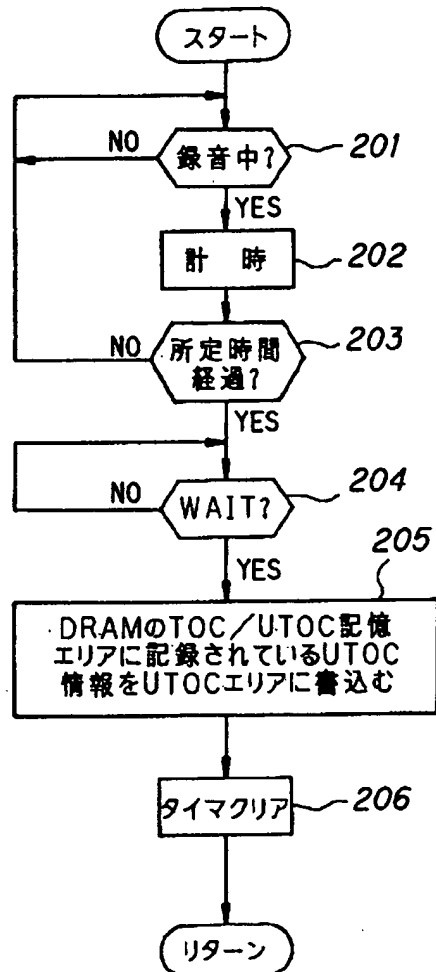 スタート
NO
録音中?
201
YES
計 時
202
NO
所定時間
経過?
203
YES
NO
WAIT?
204
YES
205
DRAMのTOC/UTOC記憶
エリアに記録されているUTOC
情報をUTOCエリアに書込む
タイマクリア
206
リターン